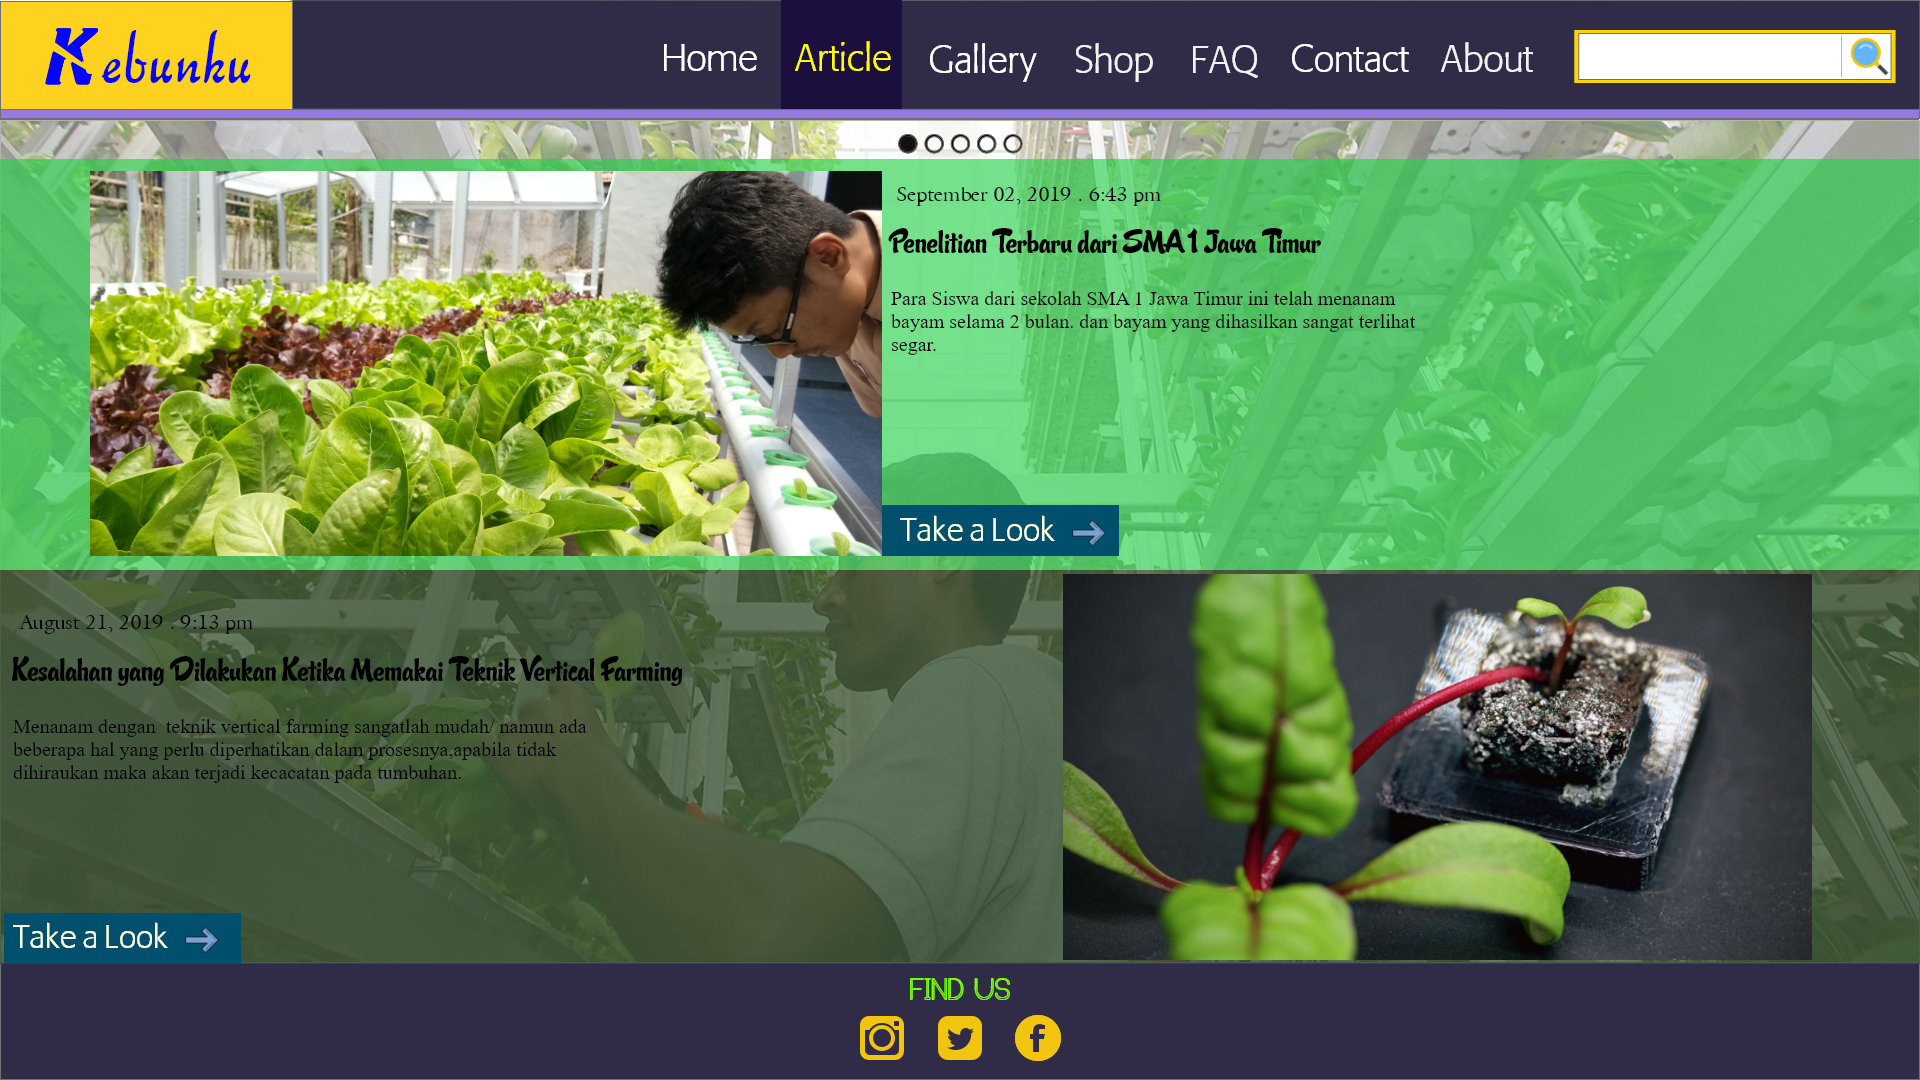 Kebunku
Home Article Gallery Shop FAQ Contact About
September 02, 2019 . 6:43 pm
Penelitian Terbaru dari SMA 1 Jawa Timur
Para Siswa dari sekolah SMA 1 Jawa Timur ini telah menanam
bayam selama 2 bulan. dan bayam yang dihasilkan sangat terlihat
segar.
Take a Look
August 21, 2019 . 9:13 pm
Kesalahan yang Dilakukan Ketika Memakai Teknik Vertical Farming
Menanam dengan  teknik vertical farming sangatlah mudah/ namun ada
beberapa hal yang perlu diperhatikan dalam prosesnya.apabila tidak
dihiraukan maka akan terjadi kecacatan pada tumbuhan.
Take a Look
FIND US